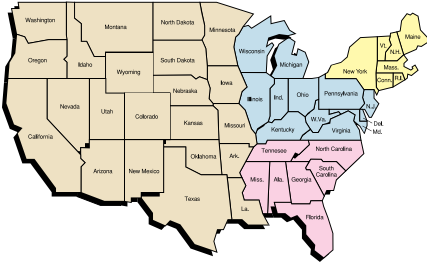 Washington
Montana
North Dakota
Minnesota
Maine
Vt.
N.H.
Oregon
Idaho
Wyoming
South Dakota
Wisconsin
Michigan
New York
Mass.
Conn.
R.I.
Nevada
Utah
Colorado
Nebraska
Iowa
Illinois
Ind.
Ohio
Pennsylvania
N.J.
California
Kansas
Missouri
Kentucky
W.Va.
Virginia
Del.
Md.
Arizona
New Mexico
Oklahoma
Ark.
Tennessee
North Carolina
South
Carolina
Texas
La.
Miss.
Ala.
Georgia
Florida